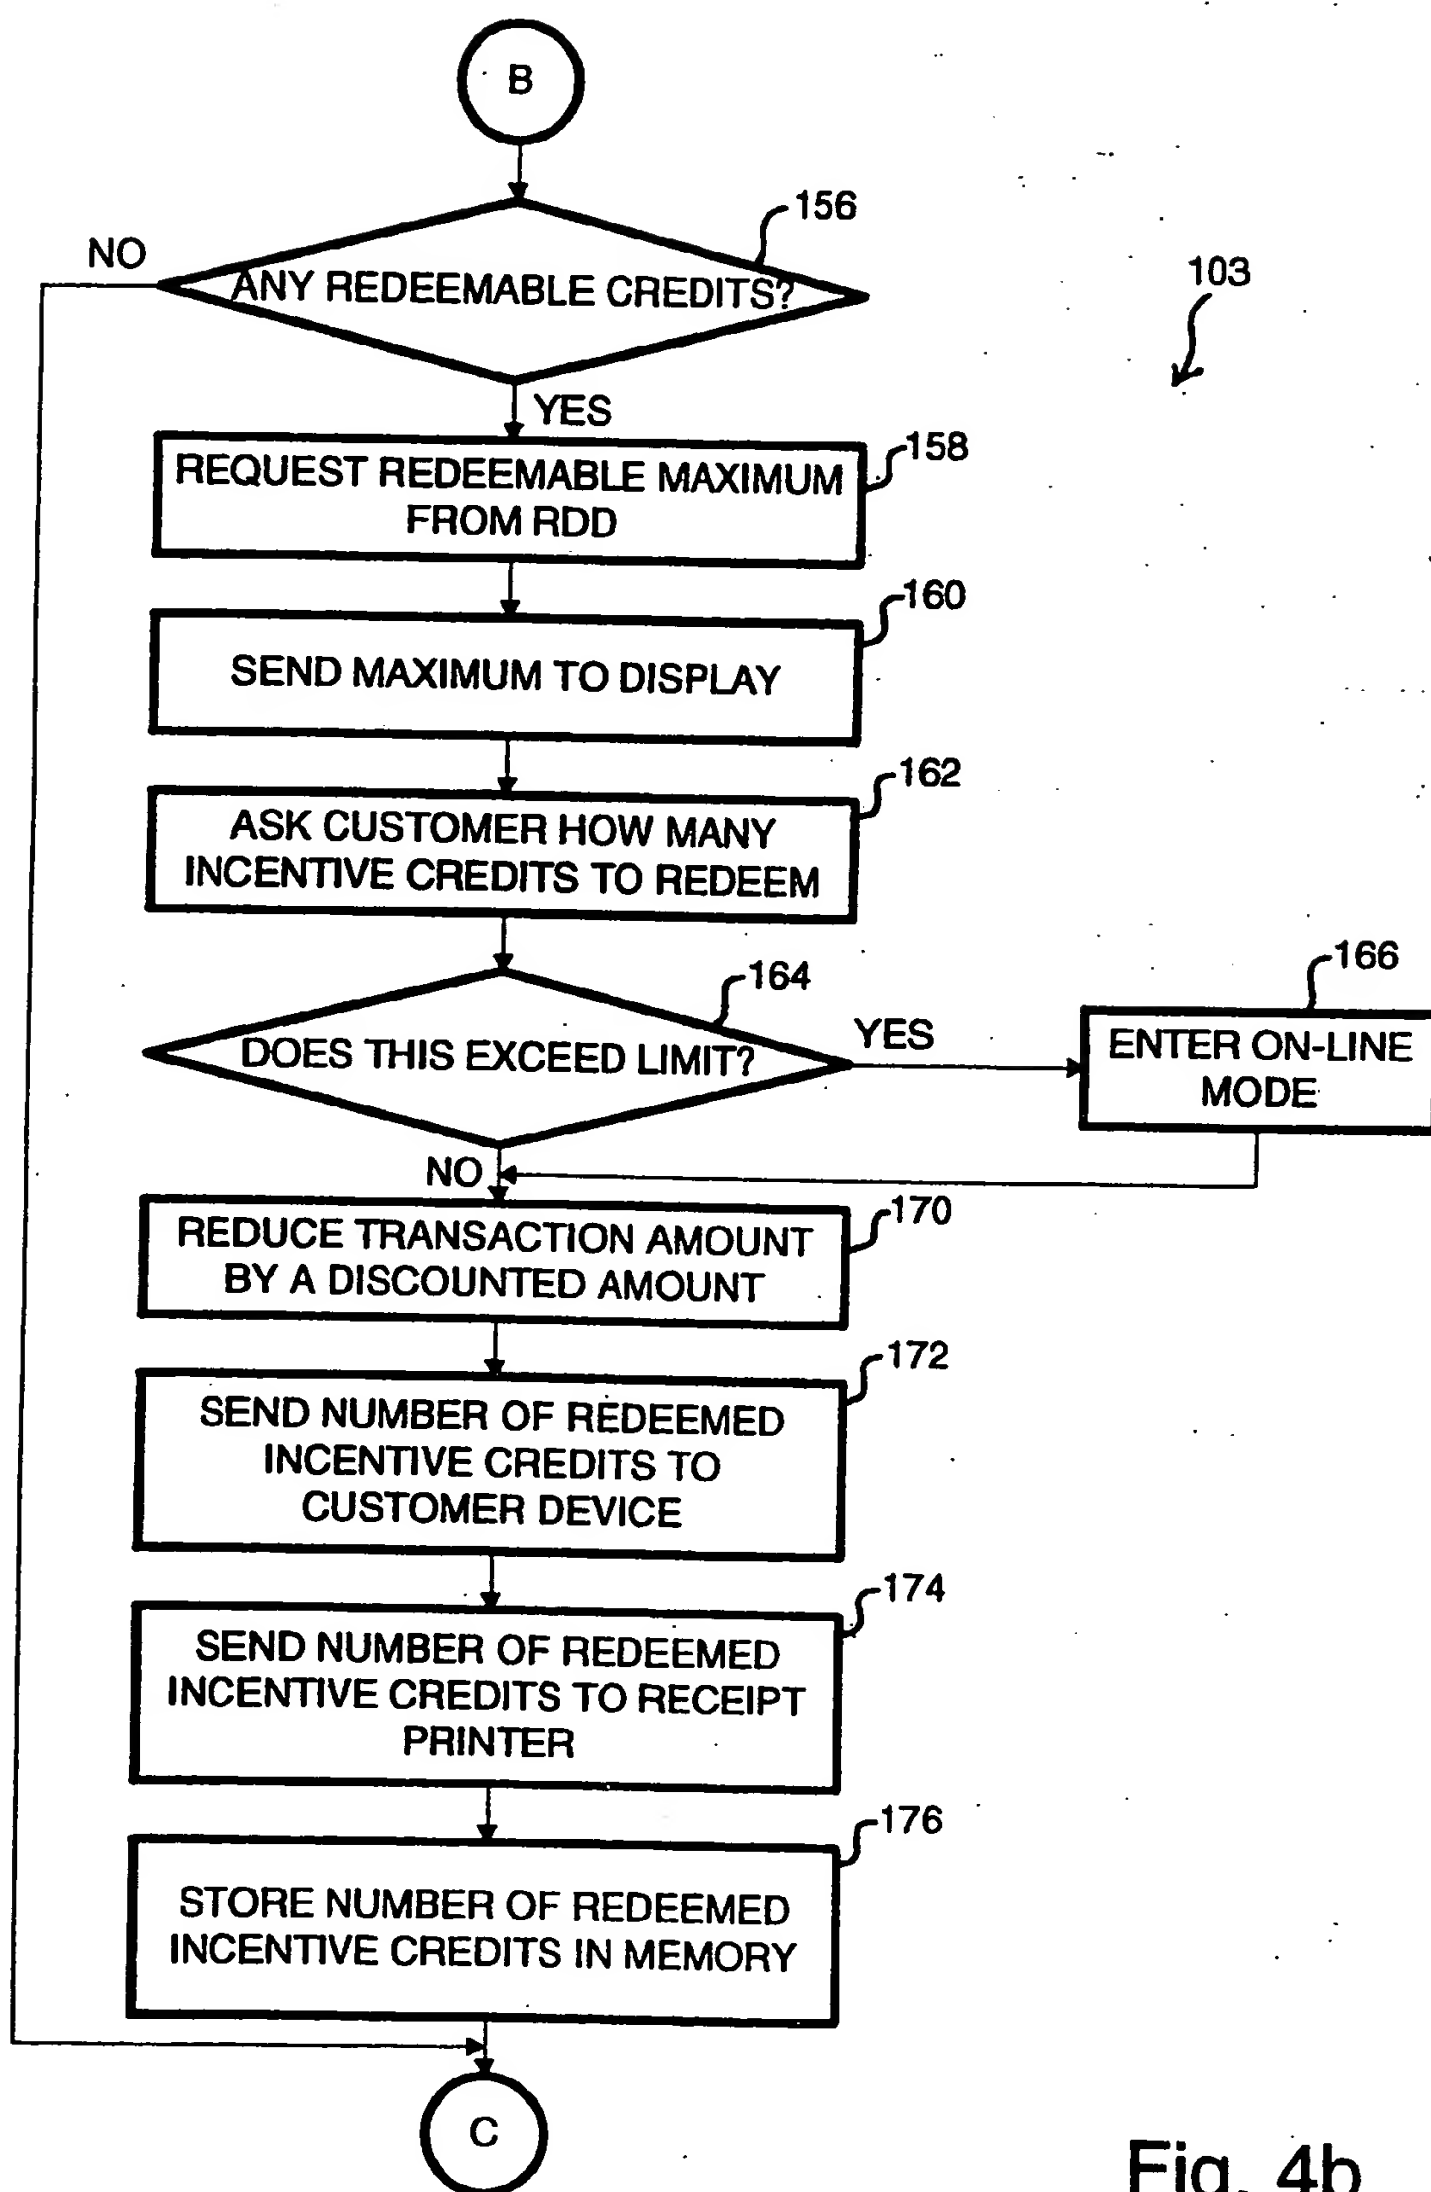 B
156
NO
ANY REDEEMABLE CREDITS?
103
YES
158
REQUEST REDEEMABLE MAXIMUM
FROM RDD
160
SEND MAXIMUM TO DISPLAY
162
ASK CUSTOMER HOW MANY
INCENTIVE CREDITS TO REDEEM
164
166
DOES THIS EXCEED LIMIT?
YES
ENTER ON-LINE
MODE
NO
170
REDUCE TRANSACTION AMOUNT
BY A DISCOUNTED AMOUNT
172
SEND NUMBER OF REDEEMED
INCENTIVE CREDITS TO
CUSTOMER DEVICE
174
SEND NUMBER OF REDEEMED
INCENTIVE CREDITS TO RECEIPT
PRINTER
176
STORE NUMBER OF REDEEMED
INCENTIVE CREDITS IN MEMORY
C
Fig. 4b